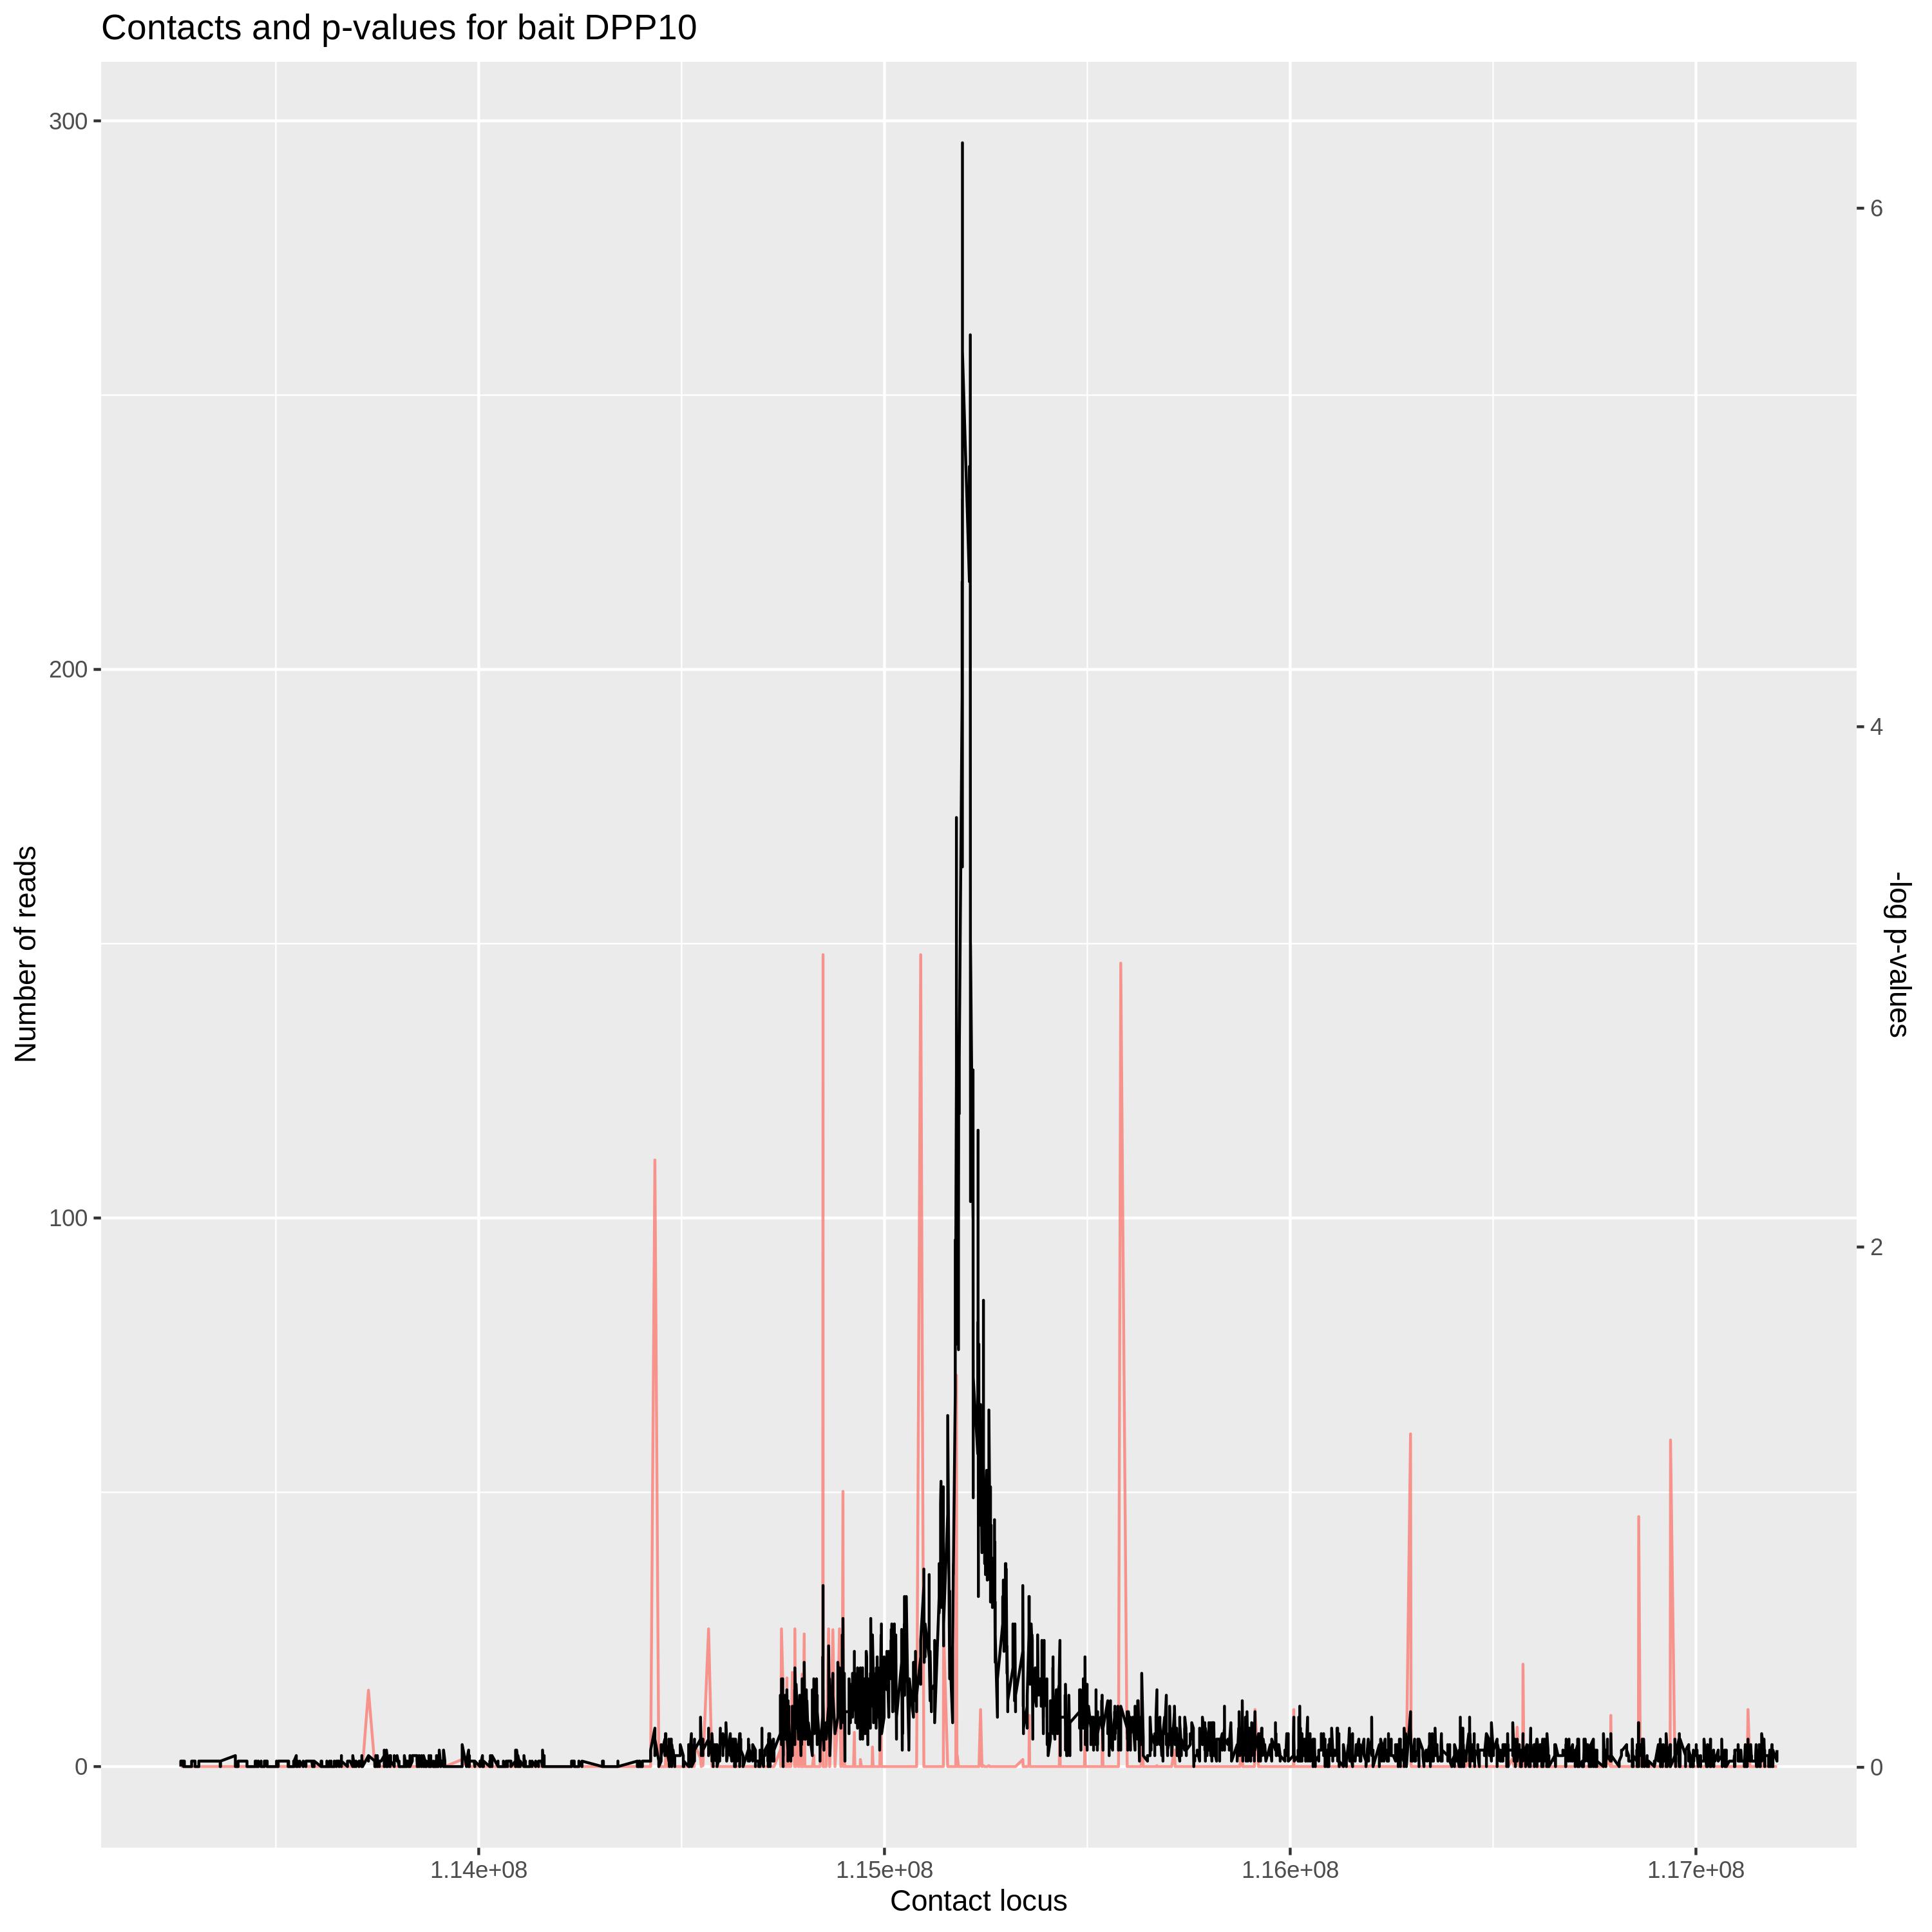 Contacts and p-values for bait DPP10
300
200
100
0
6
4
2
0
Number of reads
-log p-values
1.14e+08 1.15e+08 1.16e+08 1.17e+08
Contact locus